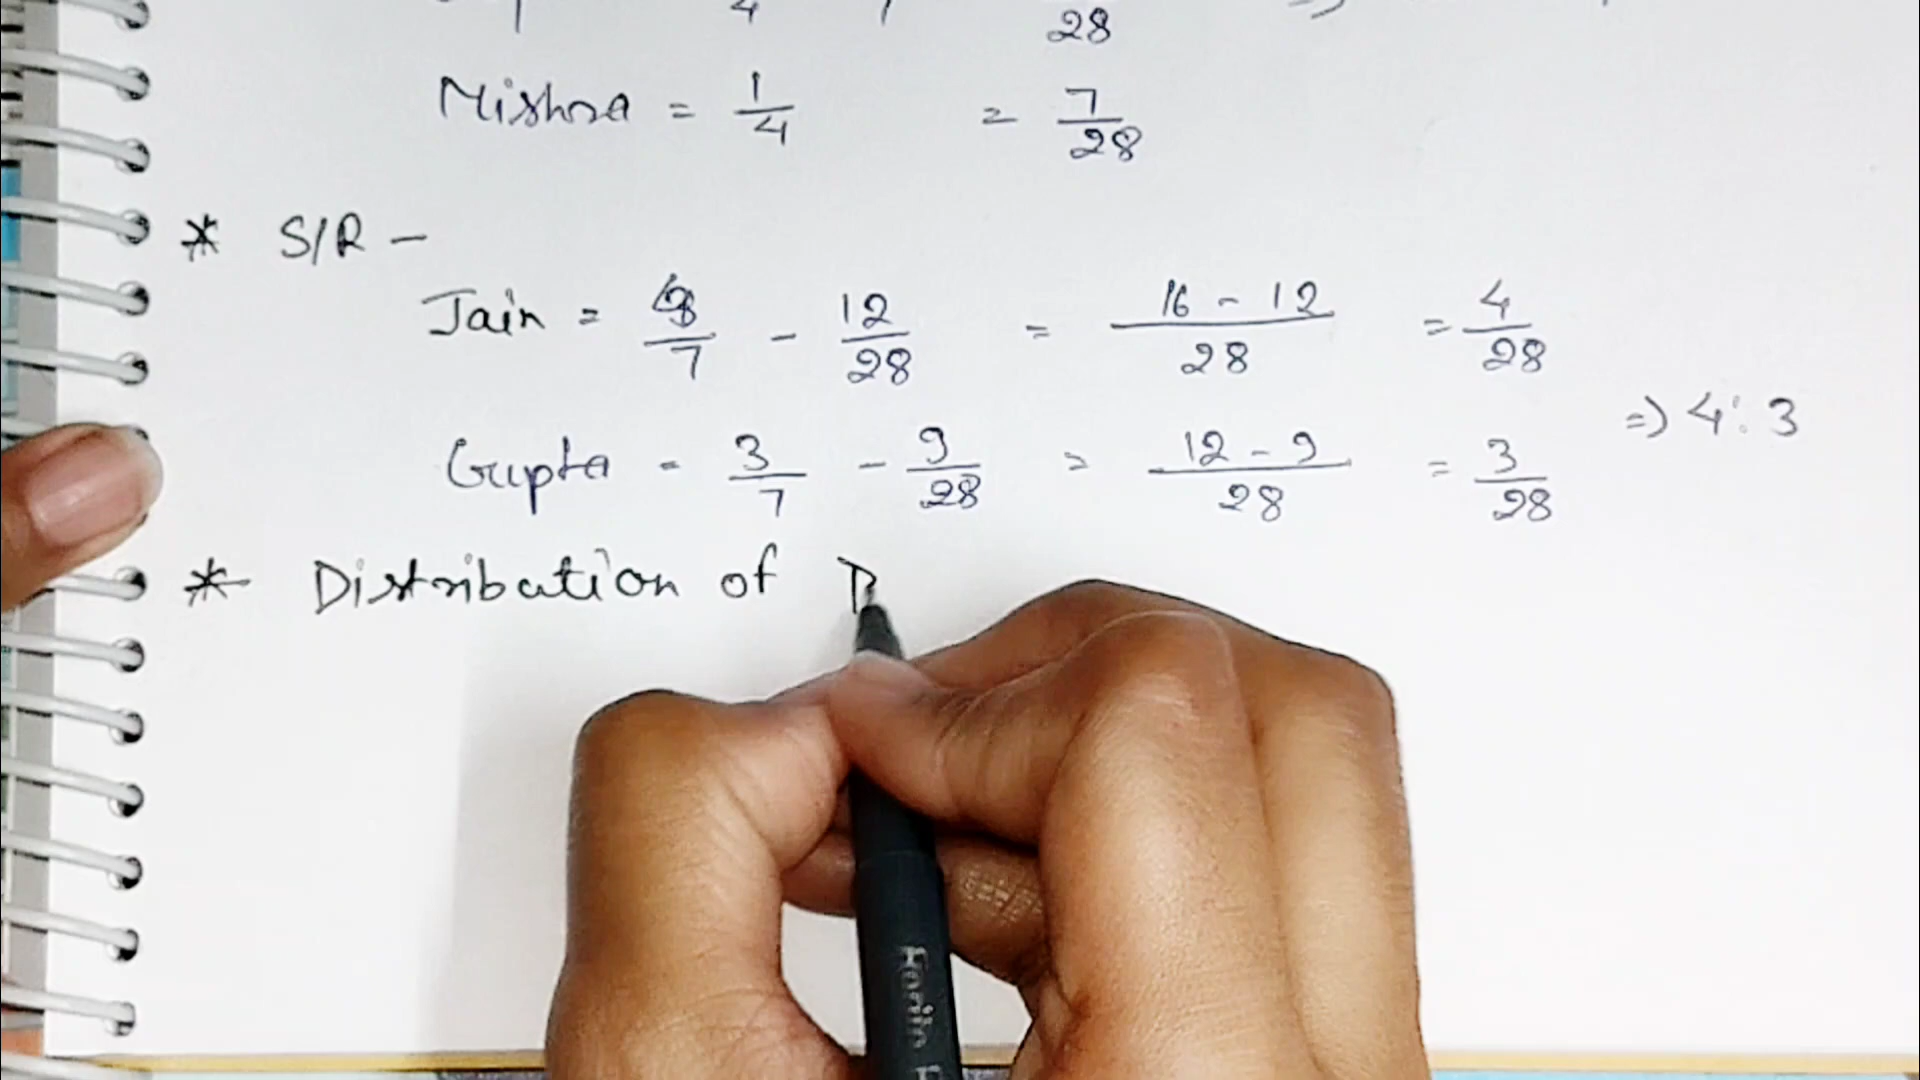 4 28
Mishra = 1/4 = 7/28
* S/R -
Jain = /7 - 12/28 = 16 - 12/28 = 4/28
=> 4:3
Gupta = 3/7 - 9/28 = 12 - 9/28 = 3/28
* Distribation of P